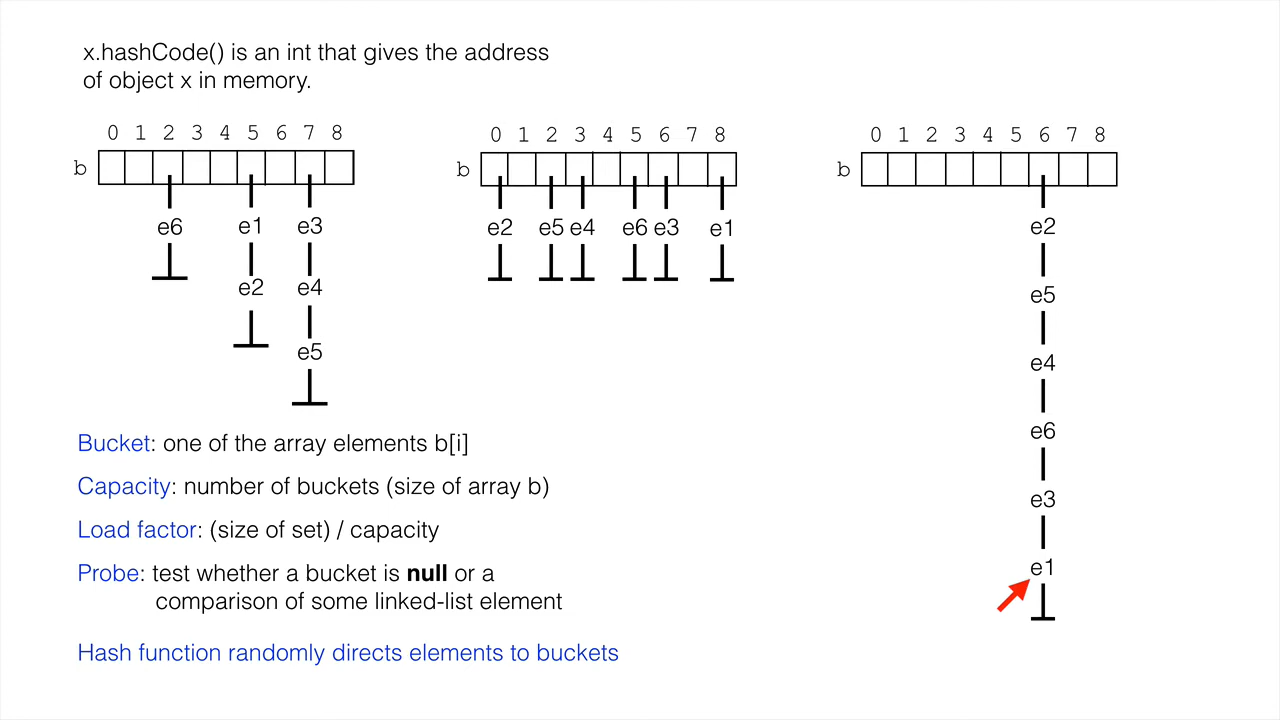 x.hashCode() is an int that gives the address
of object x in memory.
0 1 2 3 4 5 6 7 8
b
e6 e1 e3
e2 e4
e5
0 1 2 3 4 5 6 7 8
b
e2 e5 e4 e6 e3 e1
0 1 2 3 4 5 6 7 8
b
e2
e5
e4
e6
e3
e1
Bucket: one of the array elements b[i]
Capacity: number of buckets (size of array b)
Load factor: (size of set) / capacity
Probe: test whether a bucket is null or a
comparison of some linked-list element
Hash function randomly directs elements to buckets